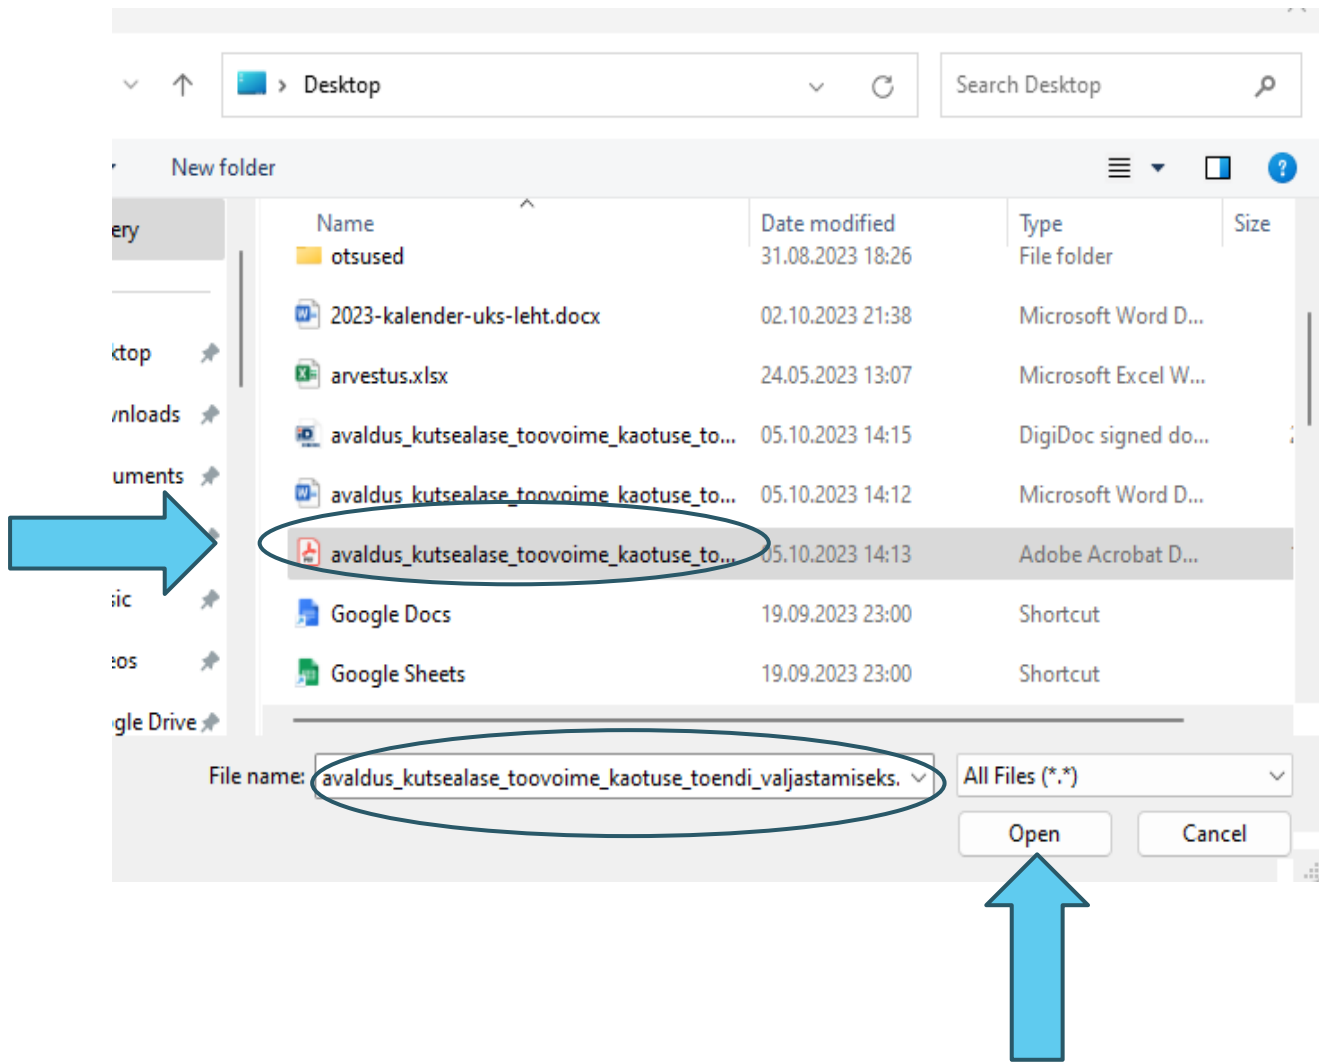 Desktop
Search Desktop
New folder
Name Date modified Type Size
ery
otsused 31.08.2023 18:26 File folder
2023-kalender-uks-leht.docx 02.10.2023 21:38 Microsoft Word D...
ktop
arvestus.xlsx 24.05.2023 13:07 Microsoft Excel W...
vnloads
avaldus_kutsealase_toovoime_kaotuse_to... 05.10.2023 14:15 DigiDoc signed do...
uments
avaldus_kutsealase_toovoime_kaotuse_to... 05.10.2023 14:12 Microsoft Word D...
avaldus_kutsealase_toovoime_kaotuse_to... 05.10.2023 14:13 Adobe Acrobat D...
sic
Google Docs 19.09.2023 23:00 Shortcut
eos
Google Sheets 19.09.2023 23:00 Shortcut
gle Drive
File name: avaldus_kutsealase_toovoime_kaotuse_toendi_valjastamiseks. All Files (*.*)
Open Cancel